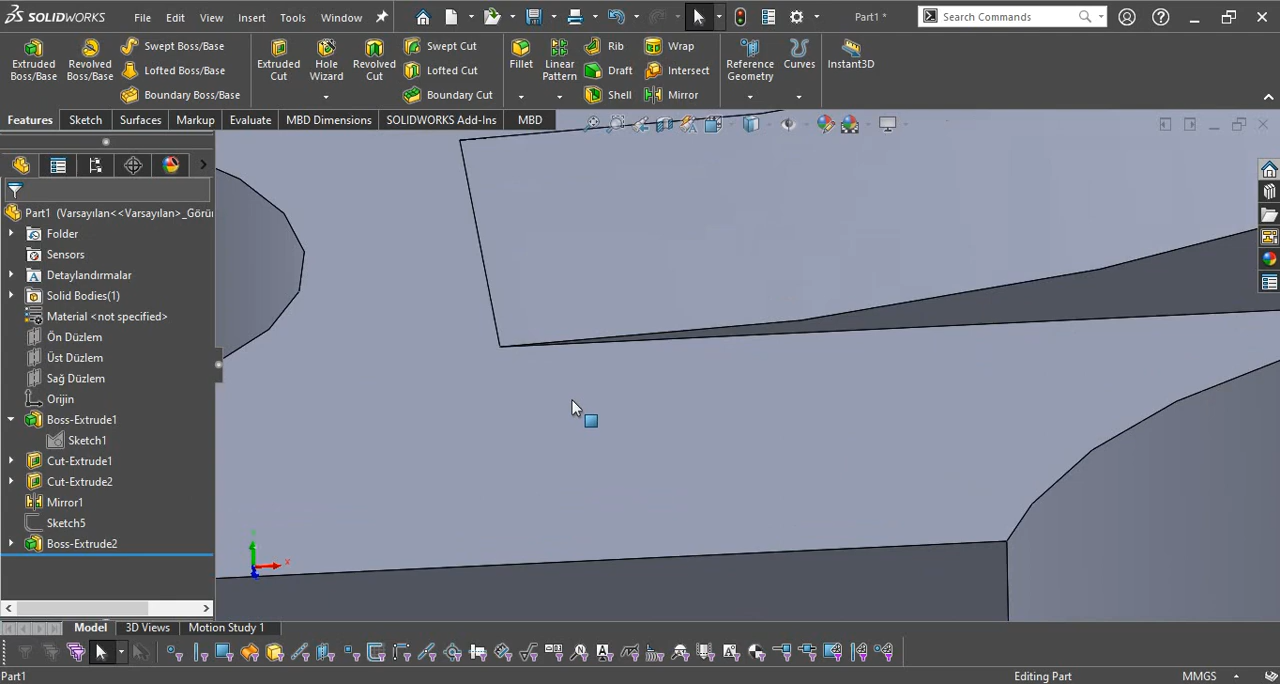 SOLIDWORKS File Edit View Insert Tools Window Part1 * Search Commands
Extruded Boss/Base
Revolved Boss/Base
Swept Boss/Base
Lofted Boss/Base
Boundary Boss/Base
Extruded Cut
Hole Wizard
Revolved Cut
Swept Cut
Lofted Cut
Boundary Cut
Fillet
Linear Pattern
Rib
Draft
Shell
Wrap
Intersect
Mirror
Reference Geometry
Curves
Instant3D
Features Sketch Surfaces Markup Evaluate MBD Dimensions SOLIDWORKS Add-Ins MBD
Part1 (Varsayılan<<Varsayılan>_Görü
Folder
Sensors
Detaylandırmalar
Solid Bodies(1)
Material <not specified>
Ön Düzlem
Üst Düzlem
Sağ Düzlem
Orijin
Boss-Extrude1
Sketch1
Cut-Extrude1
Cut-Extrude2
Mirror1
Sketch5
Boss-Extrude2
x
Model 3D Views Motion Study 1
Part1 Editing Part MMGS